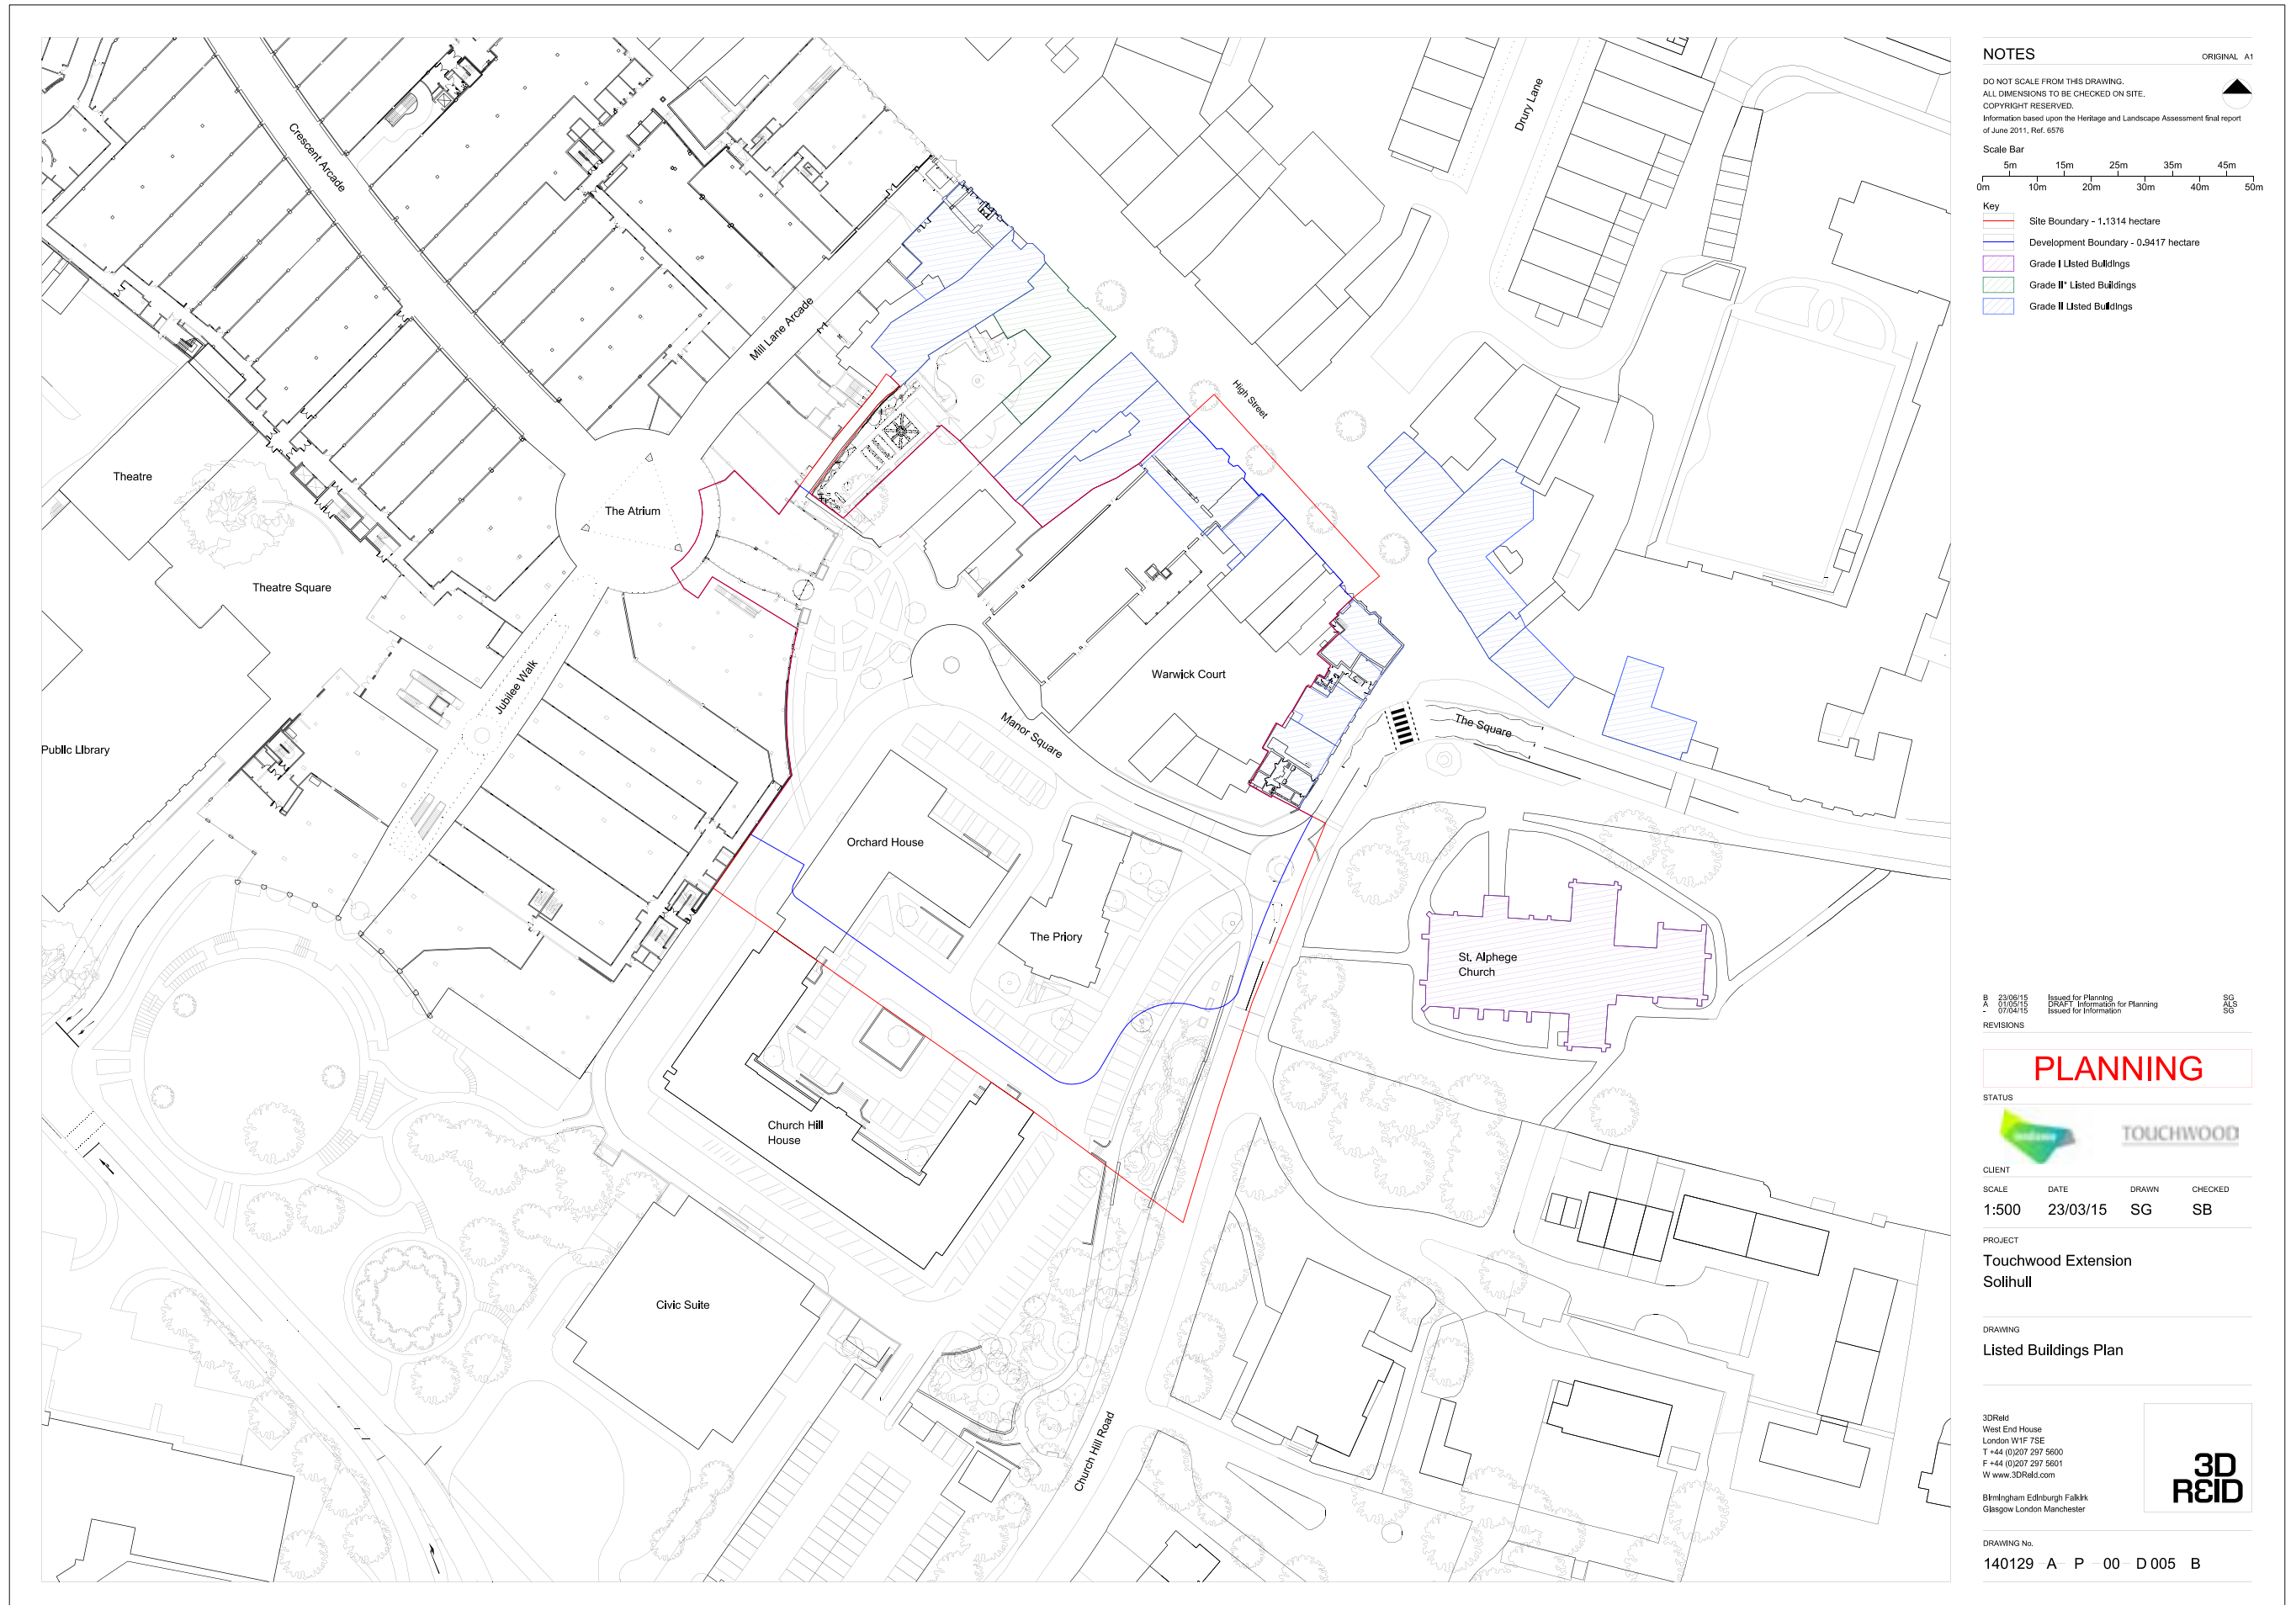 Crescent Arcade
Drury Lane
Mill Lane Arcade
High Street
Theatre
The Atrium
Theatre Square
Jubilee Walk
Warwick Court
Manor Square
The Square
Public Library
Orchard House
The Priory
St. Alphege
Church
Church Hill
House
Civic Suite
Church Hill Road
NOTES
ORIGINAL A1
DO NOT SCALE FROM THIS DRAWING.
ALL DIMENSIONS TO BE CHECKED ON SITE.
COPYRIGHT RESERVED.
Information based upon the Heritage and Landscape Assessment final report
of June 2011, Ref. 6576
Scale Bar
5m 15m 25m 35m 45m
0m 10m 20m 30m 40m 50m
Key
Site Boundary - 1.1314 hectare
Development Boundary - 0.9417 hectare
Grade I Listed Buildings
Grade II* Listed Buildings
Grade II Listed Buildings
B 23/06/15 Issued for Planning SG
A 01/05/15 DRAFT Information for Planning ALS
- 07/04/15 Issued for Information SG
REVISIONS
PLANNING
STATUS
TOUCHWOOD
CLIENT
SCALE DATE DRAWN CHECKED
1:500 23/03/15 SG SB
PROJECT
Touchwood Extension
Solihull
DRAWING
Listed Buildings Plan
3DReid
West End House
London W1F 7SE
T +44 (0)207 297 5600
F +44 (0)207 297 5601
W www.3DReid.com
Birmingham Edinburgh Falkirk
Glasgow London Manchester
3D
REID
DRAWING No.
140129 A P 00 D 005 B